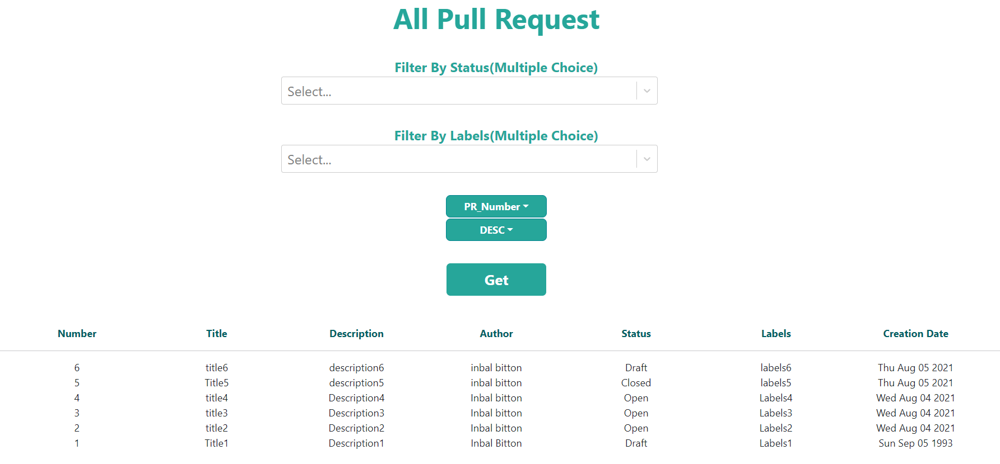 All Pull Request
Filter By Status(Multiple Choice)
Select...
Filter By Labels(Multiple Choice)
Select...
PR_Number
DESC
Get
Number Title Description Author Status Labels Creation Date
6 title6 description6 inbal bitton Draft labels6 Thu Aug 05 2021
5 Title5 description5 inbal bitton Closed labels5 Thu Aug 05 2021
4 title4 Description4 Inbal bitton Open Labels4 Wed Aug 04 2021
3 title3 Description3 Inbal bitton Open Labels3 Wed Aug 04 2021
2 title2 Description2 Inbal bitton Open Labels2 Wed Aug 04 2021
1 Title1 Description1 Inbal Bitton Draft Labels1 Sun Sep 05 1993